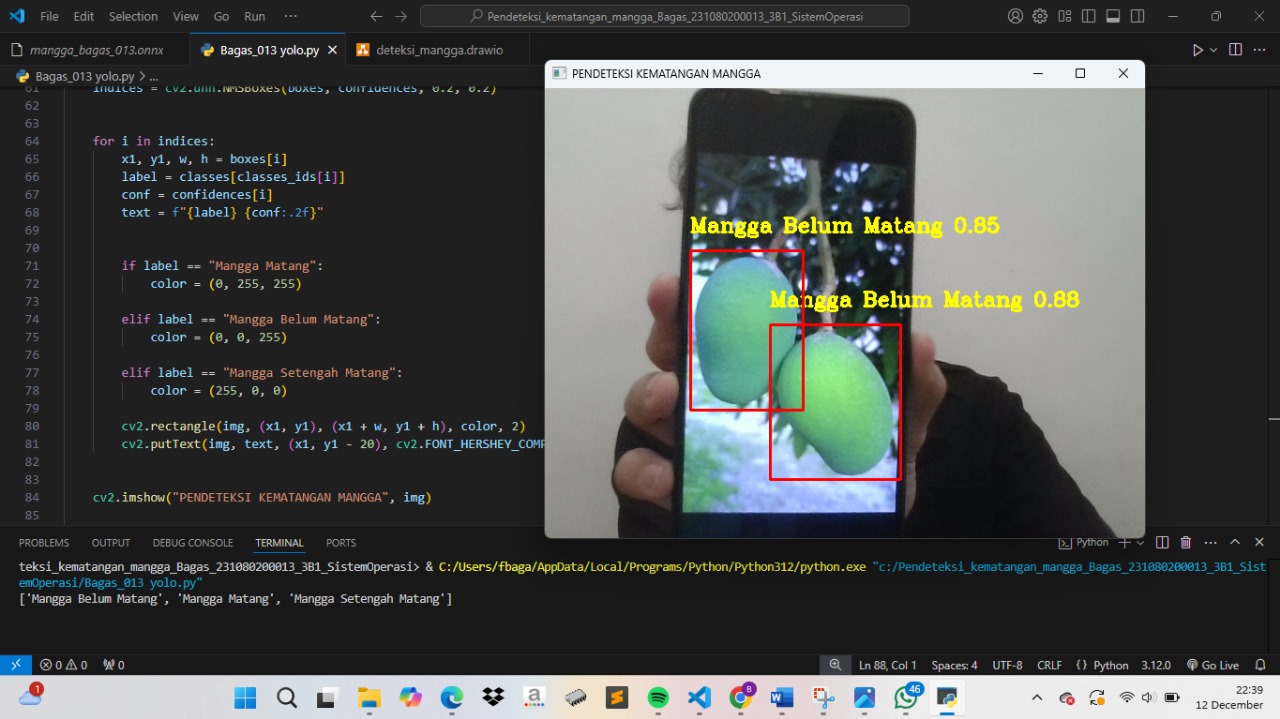 File Edit Selection View Go Run ···
Pendeteksi_kematangan_mangga_Bagas_231080200013_3B1_SistemOperasi
mangga_bagas_013.onnx
Bagas_013 yolo.py
deteksi_mangga.drawio
Bagas_013 yolo.py > ...
61 indices = cv2.dnn.NMSBoxes(boxes, confidences, 0.2, 0.2)
62
63
64 for i in indices:
65 x1, y1, w, h = boxes[i]
66 label = classes[classes_ids[i]]
67 conf = confidences[i]
68 text = f"{label} {conf:.2f}"
69
70
71 if label == "Mangga Matang":
72 color = (0, 255, 255)
73
74 elif label == "Mangga Belum Matang":
75 color = (0, 0, 255)
76
77 elif label == "Mangga Setengah Matang":
78 color = (255, 0, 0)
79
80 cv2.rectangle(img, (x1, y1), (x1 + w, y1 + h), color, 2)
81 cv2.putText(img, text, (x1, y1 - 20), cv2.FONT_HERSHEY_COMP
82
83
84 cv2.imshow("PENDETEKSI KEMATANGAN MANGGA", img)
85
PENDETEKSI KEMATANGAN MANGGA
Mangga Belum Matang 0.85
Mangga Belum Matang 0.88
PROBLEMS OUTPUT DEBUG CONSOLE TERMINAL PORTS
Python
teksi_kematangan_mangga_Bagas_231080200013_3B1_SistemOperasi> & C:/Users/fbaga/AppData/Local/Programs/Python/Python312/python.exe "c:/Pendeteksi_kematangan_mangga_Bagas_231080200013_3B1_Sist
emOperasi/Bagas_013 yolo.py"
['Mangga Belum Matang', 'Mangga Matang', 'Mangga Setengah Matang']
0 0 0 Ln 88, Col 1 Spaces: 4 UTF-8 CRLF {} Python 3.12.0 Go Live
1
a
8
W
46
22:39
12 December